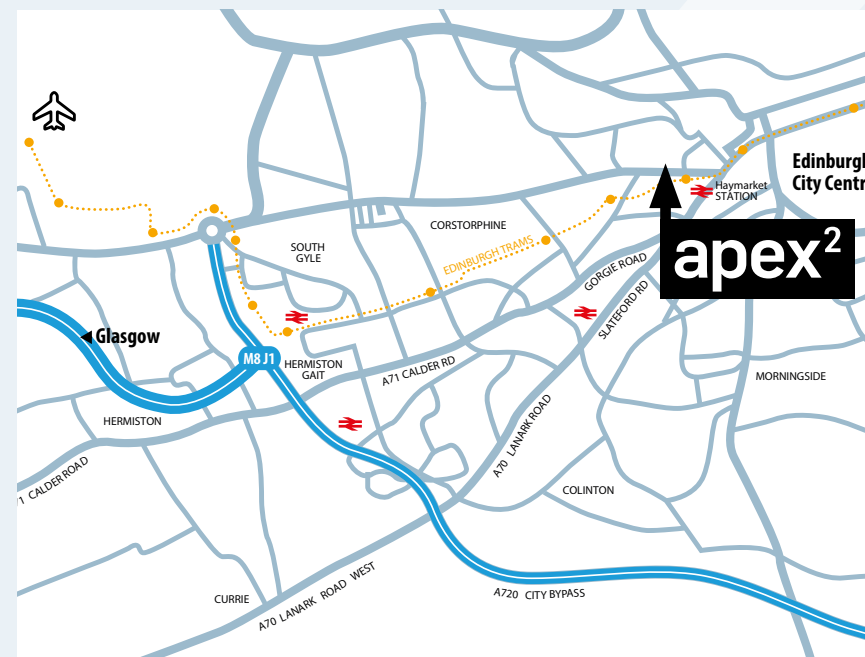 Edinburgh
City Centr
Haymarket
STATION
apex²
CORSTORPHINE
SOUTH
GYLE
EDINBURGH TRAMS
GORGIE ROAD
SLATEFORD RD
Glasgow
M8 J1
HERMISTON
GAIT
A71 CALDER RD
MORNINGSIDE
HERMISTON
A70 LANARK ROAD
71 CALDER ROAD
COLINTON
CURRIE
A70 LANARK ROAD WEST
A720 CITY BYPASS